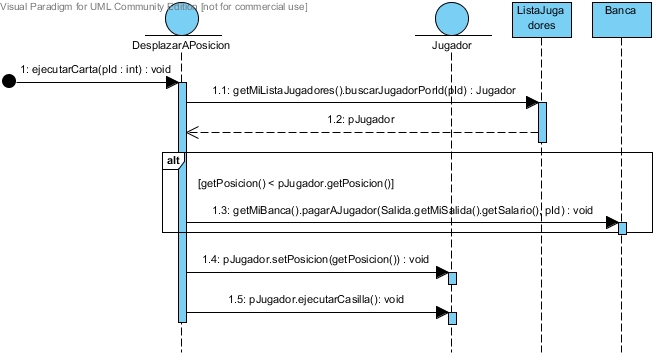 Visual Paradigm for UML Community Edition [not for commercial use]
DesplazarAPosicion
Jugador
ListaJuga
dores
Banca
1: ejecutarCarta(pId : int) : void
1.1: getMiListaJugadores().buscarJugadorPorId(pId) : Jugador
1.2: pJugador
alt
[getPosicion() < pJugador.getPosicion()]
1.3: getMiBanca().pagarAJugador(Salida.getMiSalida().getSalario(), pId) : void
1.4: pJugador.setPosicion(getPosicion()) : void
1.5: pJugador.ejecutarCasilla(): void